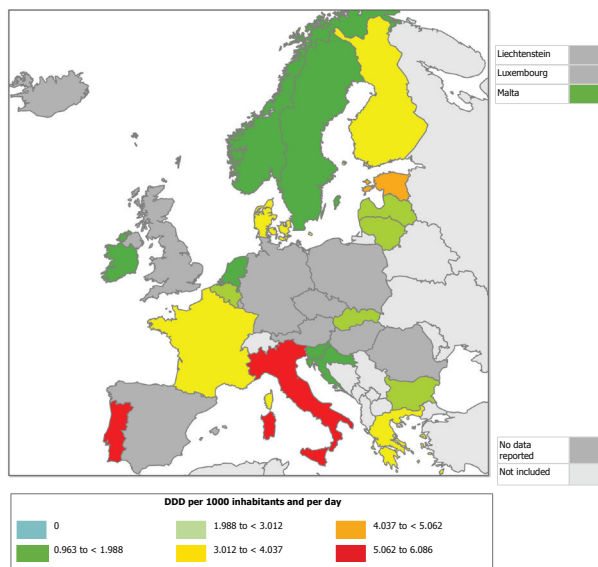 Liechtenstein
Luxembourg
Malta
No data
reported
Not included
DDD per 1000 inhabitants and per day
0
1.988 to < 3.012
4.037 to < 5.062
0.963 to < 1.988
3.012 to < 4.037
5.062 to 6.086